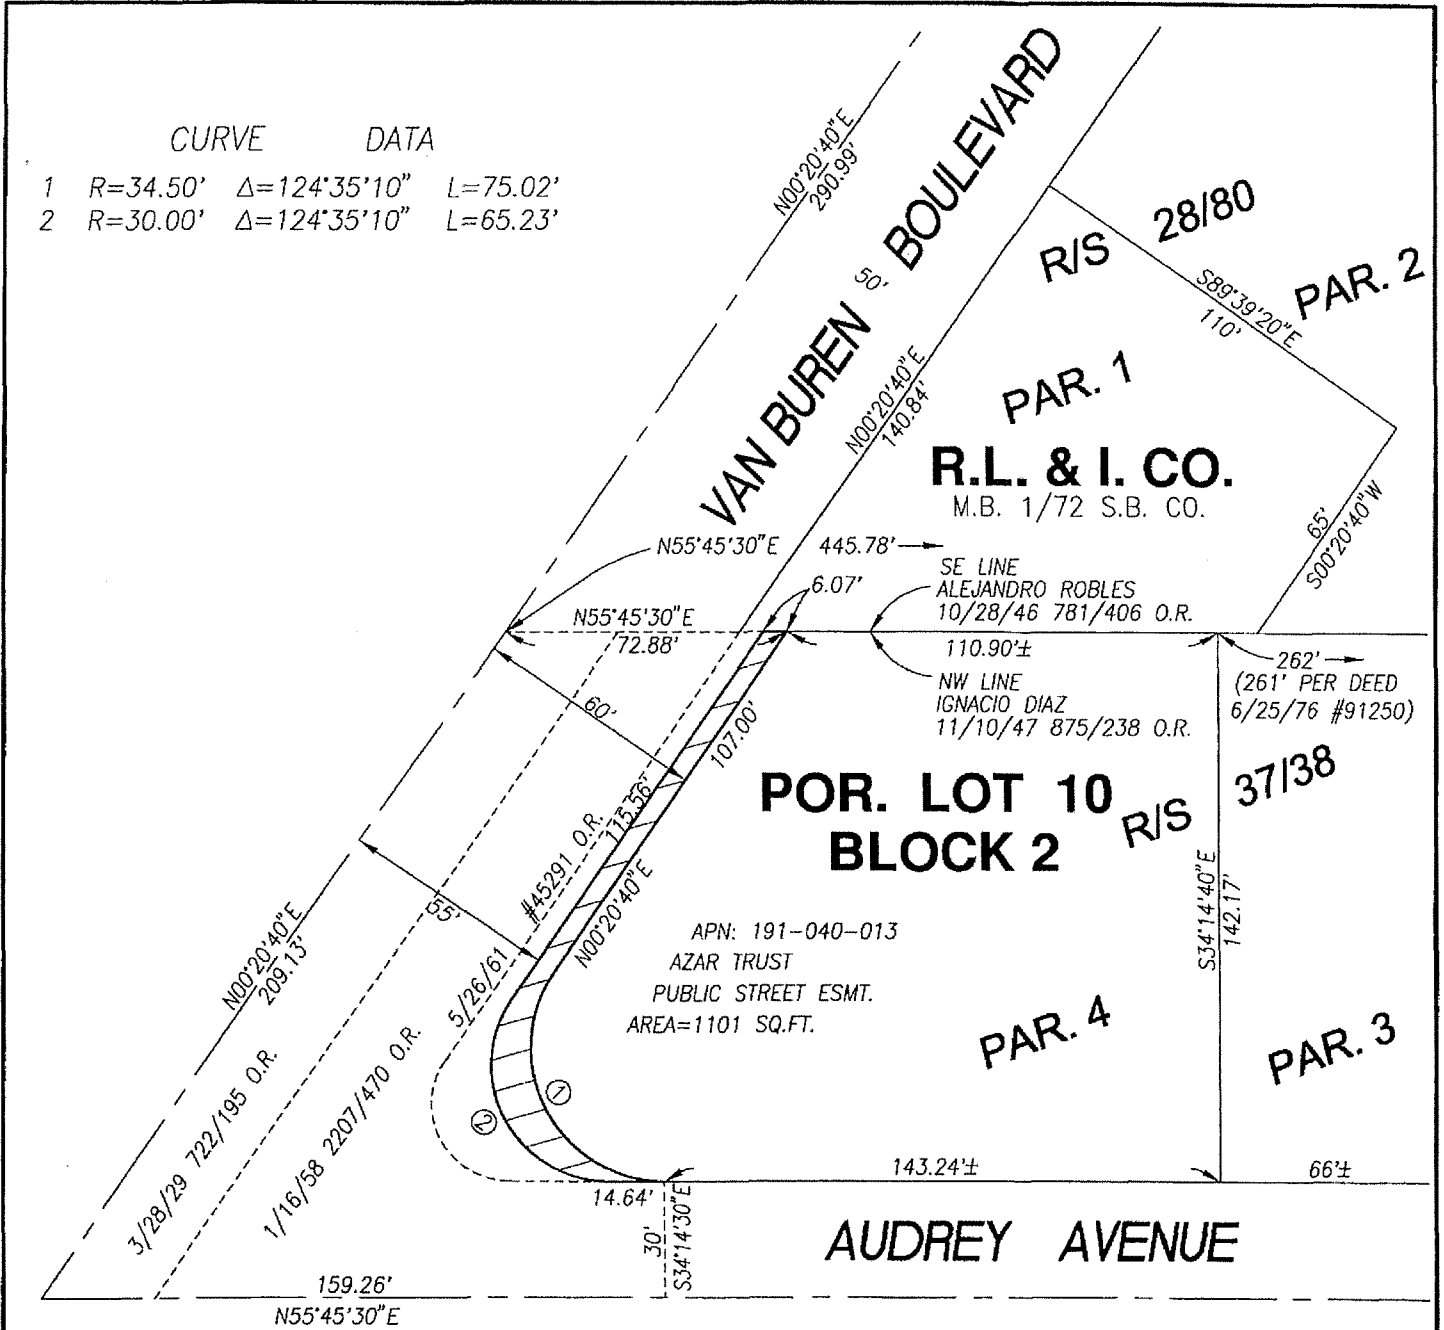 CURVE DATA
1 R=34.50' Δ=124°35'10" L=75.02'
2 R=30.00' Δ=124°35'10" L=65.23'
N00°20'40"E
290.99'
VAN BUREN BOULEVARD
50'
R/S 28/80
PAR. 2
S89°39'20"E
110'
PAR. 1
N00°20'40"E
140.84'
R.L. & I. CO.
M.B. 1/72 S.B. CO.
65'
S00°20'40"W
N55°45'30"E 445.78'
6.07'
SE LINE
ALEJANDRO ROBLES
10/28/46 781/406 O.R.
N55°45'30"E
72.88'
110.90'±
NW LINE
IGNACIO DIAZ
11/10/47 875/238 O.R.
262'
(261' PER DEED
6/25/76 #91250)
60'
107.00'
115.56'
N00°20'40"E
POR. LOT 10
BLOCK 2
R/S 37/38
S34°14'40"E
142.17'
55'
5/26/61 #45291 O.R.
APN: 191-040-013
AZAR TRUST
PUBLIC STREET ESMT.
AREA=1101 SQ.FT.
N00°20'40"E
209.13'
PAR. 4
PAR. 3
3/28/29 722/195 O.R.
1/16/58 2207/470 O.R.
1
2
14.64'
143.24'±
66'±
30'
S34°14'30"E
AUDREY AVENUE
159.26'
N55°45'30"E